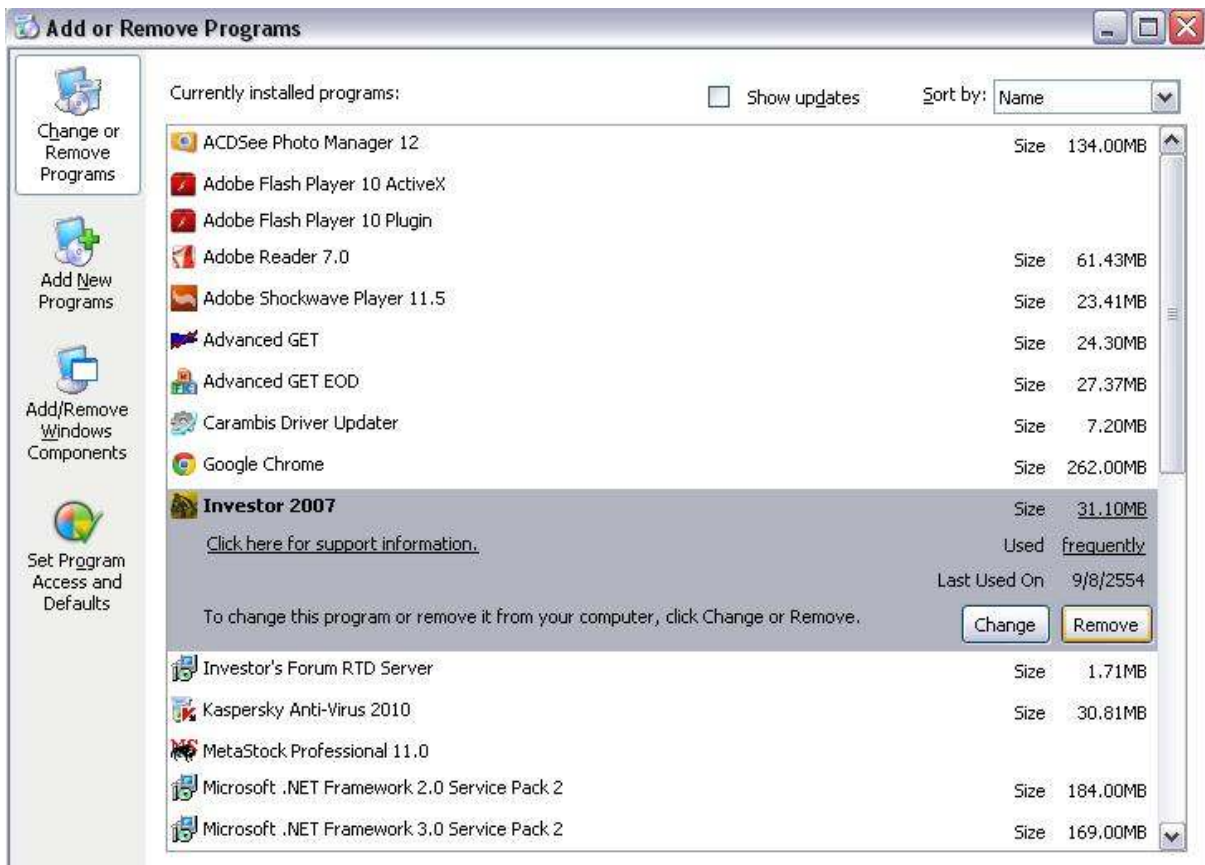 Add or Remove Programs
Change or
Remove
Programs
Add New
Programs
Add/Remove
Windows
Components
Set Program
Access and
Defaults
Currently installed programs:
Show updates
Sort by: Name
ACDSee Photo Manager 12 Size 134.00MB
Adobe Flash Player 10 ActiveX
Adobe Flash Player 10 Plugin
Adobe Reader 7.0 Size 61.43MB
Adobe Shockwave Player 11.5 Size 23.41MB
Advanced GET Size 24.30MB
Advanced GET EOD Size 27.37MB
Carambis Driver Updater Size 7.20MB
Google Chrome Size 262.00MB
Investor 2007 Size 31.10MB
Click here for support information. Used frequently
Last Used On 9/8/2554
To change this program or remove it from your computer, click Change or Remove. Change Remove
Investor's Forum RTD Server Size 1.71MB
Kaspersky Anti-Virus 2010 Size 30.81MB
MetaStock Professional 11.0
Microsoft .NET Framework 2.0 Service Pack 2 Size 184.00MB
Microsoft .NET Framework 3.0 Service Pack 2 Size 169.00MB